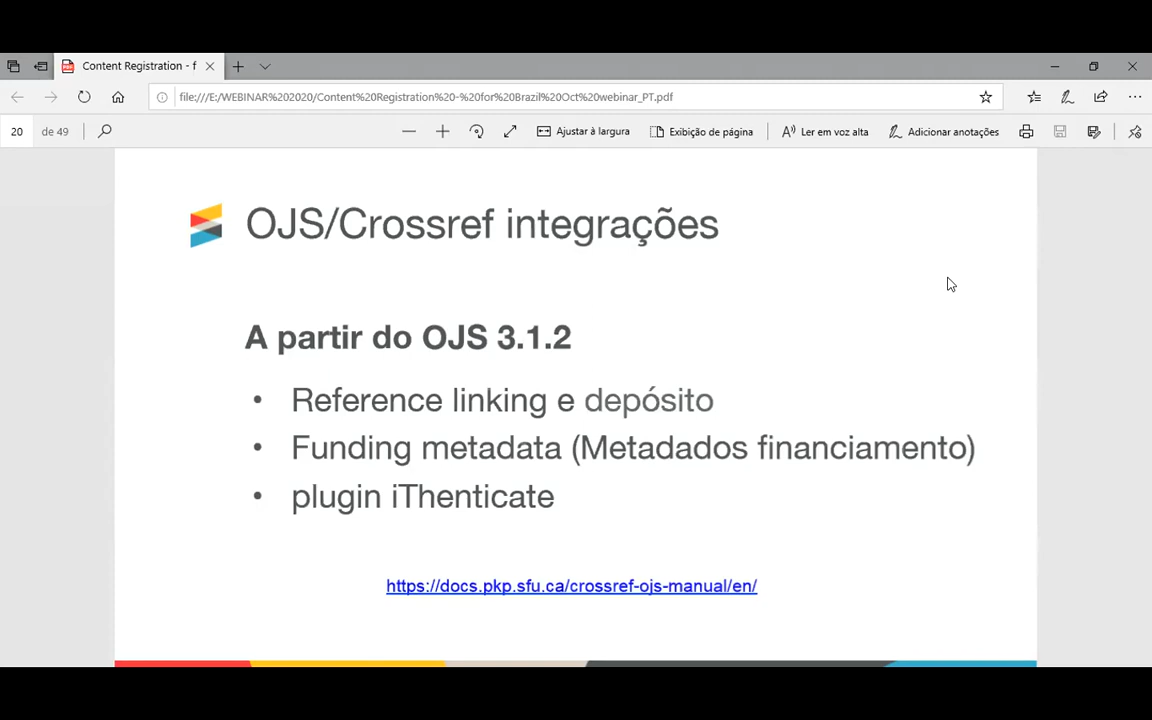 Content Registration - f
file:///E:/WEBINAR%202020/Content%20Registration%20-%20for%20Brazil%20Oct%20webinar_PT.pdf
20 de 49 Ajustar à largura Exibição de página Ler em voz alta Adicionar anotações
OJS/Crossref integrações
A partir do OJS 3.1.2
• Reference linking e depósito
• Funding metadata (Metadados financiamento)
• plugin iThenticate
https://docs.pkp.sfu.ca/crossref-ojs-manual/en/